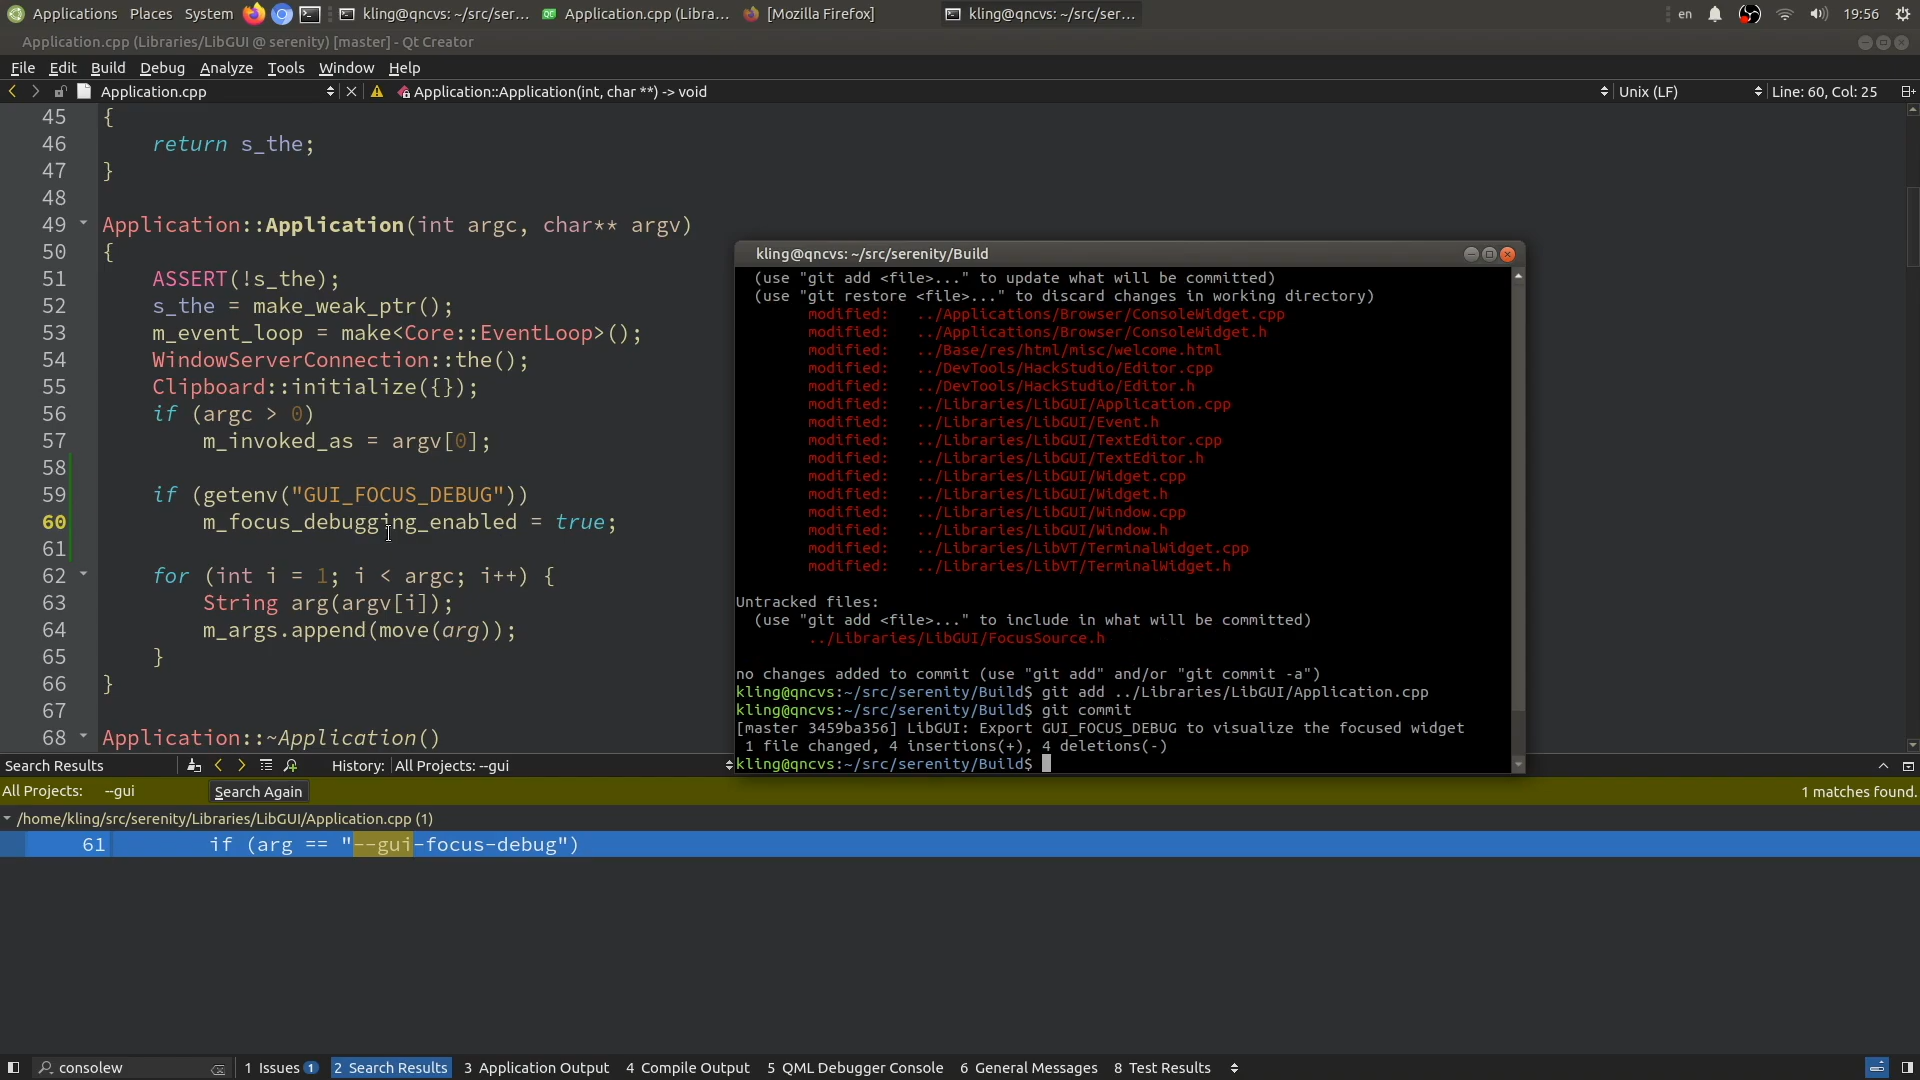 Applications Places System kling@qncvs: ~/src/ser... Application.cpp (Libra... [Mozilla Firefox] kling@qncvs: ~/src/ser... en 19:56
Application.cpp (Libraries/LibGUI @ serenity) [master] - Qt Creator
File Edit Build Debug Analyze Tools Window Help
Application.cpp Application::Application(int, char **) -> void Unix (LF) Line: 60, Col: 25
45 {
46 return s_the;
47 }
48
49 Application::Application(int argc, char** argv)
50 {
51 ASSERT(!s_the);
52 s_the = make_weak_ptr();
53 m_event_loop = make<Core::EventLoop>();
54 WindowServerConnection::the();
55 Clipboard::initialize({});
56 if (argc > 0)
57 m_invoked_as = argv[0];
58
59 if (getenv("GUI_FOCUS_DEBUG"))
60 m_focus_debugging_enabled = true;
61
62 for (int i = 1; i < argc; i++) {
63 String arg(argv[i]);
64 m_args.append(move(arg));
65 }
66 }
67
68 Application::~Application()
kling@qncvs: ~/src/serenity/Build
(use "git add <file>..." to update what will be committed)
(use "git restore <file>..." to discard changes in working directory)
modified: ../Applications/Browser/ConsoleWidget.cpp
modified: ../Applications/Browser/ConsoleWidget.h
modified: ../Base/res/html/misc/welcome.html
modified: ../DevTools/HackStudio/Editor.cpp
modified: ../DevTools/HackStudio/Editor.h
modified: ../Libraries/LibGUI/Application.cpp
modified: ../Libraries/LibGUI/Event.h
modified: ../Libraries/LibGUI/TextEditor.cpp
modified: ../Libraries/LibGUI/TextEditor.h
modified: ../Libraries/LibGUI/Widget.cpp
modified: ../Libraries/LibGUI/Widget.h
modified: ../Libraries/LibGUI/Window.cpp
modified: ../Libraries/LibGUI/Window.h
modified: ../Libraries/LibVT/TerminalWidget.cpp
modified: ../Libraries/LibVT/TerminalWidget.h
Untracked files:
(use "git add <file>..." to include in what will be committed)
../Libraries/LibGUI/FocusSource.h
no changes added to commit (use "git add" and/or "git commit -a")
kling@qncvs:~/src/serenity/Build$ git add ../Libraries/LibGUI/Application.cpp
kling@qncvs:~/src/serenity/Build$ git commit
[master 3459ba356] LibGUI: Export GUI_FOCUS_DEBUG to visualize the focused widget
1 file changed, 4 insertions(+), 4 deletions(-)
kling@qncvs:~/src/serenity/Build$
Search Results History: All Projects: --gui
All Projects: --gui Search Again 1 matches found.
/home/kling/src/serenity/Libraries/LibGUI/Application.cpp (1)
61 if (arg == "--gui-focus-debug")
consolew 1 Issues 1 2 Search Results 3 Application Output 4 Compile Output 5 QML Debugger Console 6 General Messages 8 Test Results